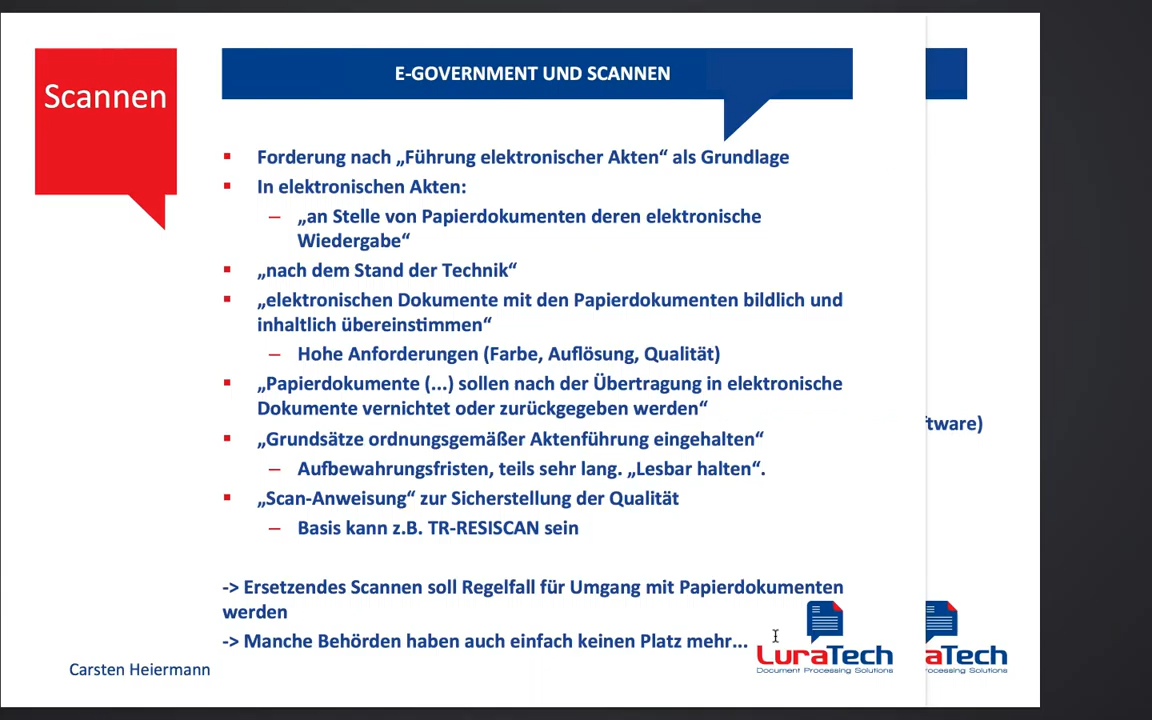 Scannen
E-GOVERNMENT UND SCANNEN
Forderung nach „Führung elektronischer Akten“ als Grundlage
In elektronischen Akten:
– „an Stelle von Papierdokumenten deren elektronische
Wiedergabe“
„nach dem Stand der Technik“
„elektronischen Dokumente mit den Papierdokumenten bildlich und
inhaltlich übereinstimmen“
– Hohe Anforderungen (Farbe, Auflösung, Qualität)
„Papierdokumente (...) sollen nach der Übertragung in elektronische
Dokumente vernichtet oder zurückgegeben werden“
ftware)
„Grundsätze ordnungsgemäßer Aktenführung eingehalten“
– Aufbewahrungsfristen, teils sehr lang. „Lesbar halten“.
„Scan-Anweisung“ zur Sicherstellung der Qualität
– Basis kann z.B. TR-RESISCAN sein
-> Ersetzendes Scannen soll Regelfall für Umgang mit Papierdokumenten
werden
-> Manche Behörden haben auch einfach keinen Platz mehr...
Carsten Heiermann
LuraTech
Document Processing Solutions
aTech
rocessing Solutions